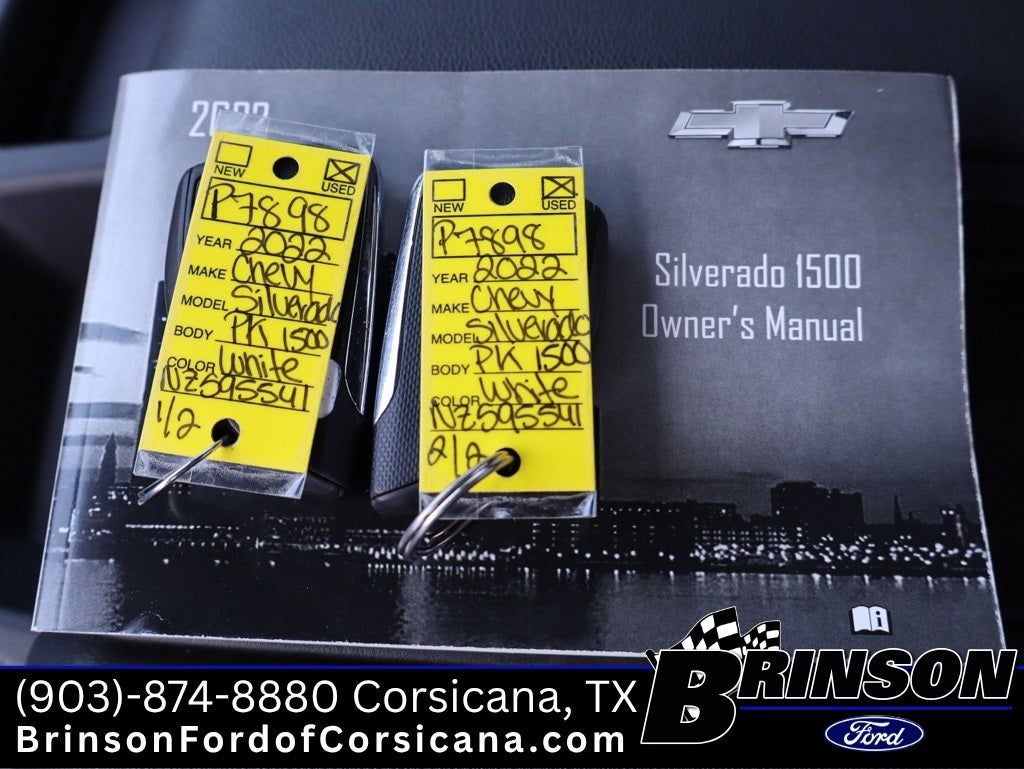 2022
NEW USED
P7898
YEAR 2022
MAKE Chevy
MODEL Silverado
BODY PK 1500
COLOR White
NZ595541
1/2
NEW USED
P7898
YEAR 2022
MAKE Chevy
MODEL Silverado
BODY PK 1500
COLOR White
NZ595541
2/2
Silverado 1500
Owner's Manual
i
(903)-874-8880 Corsicana, TX
BrinsonFordofCorsicana.com
BRINSON
Ford